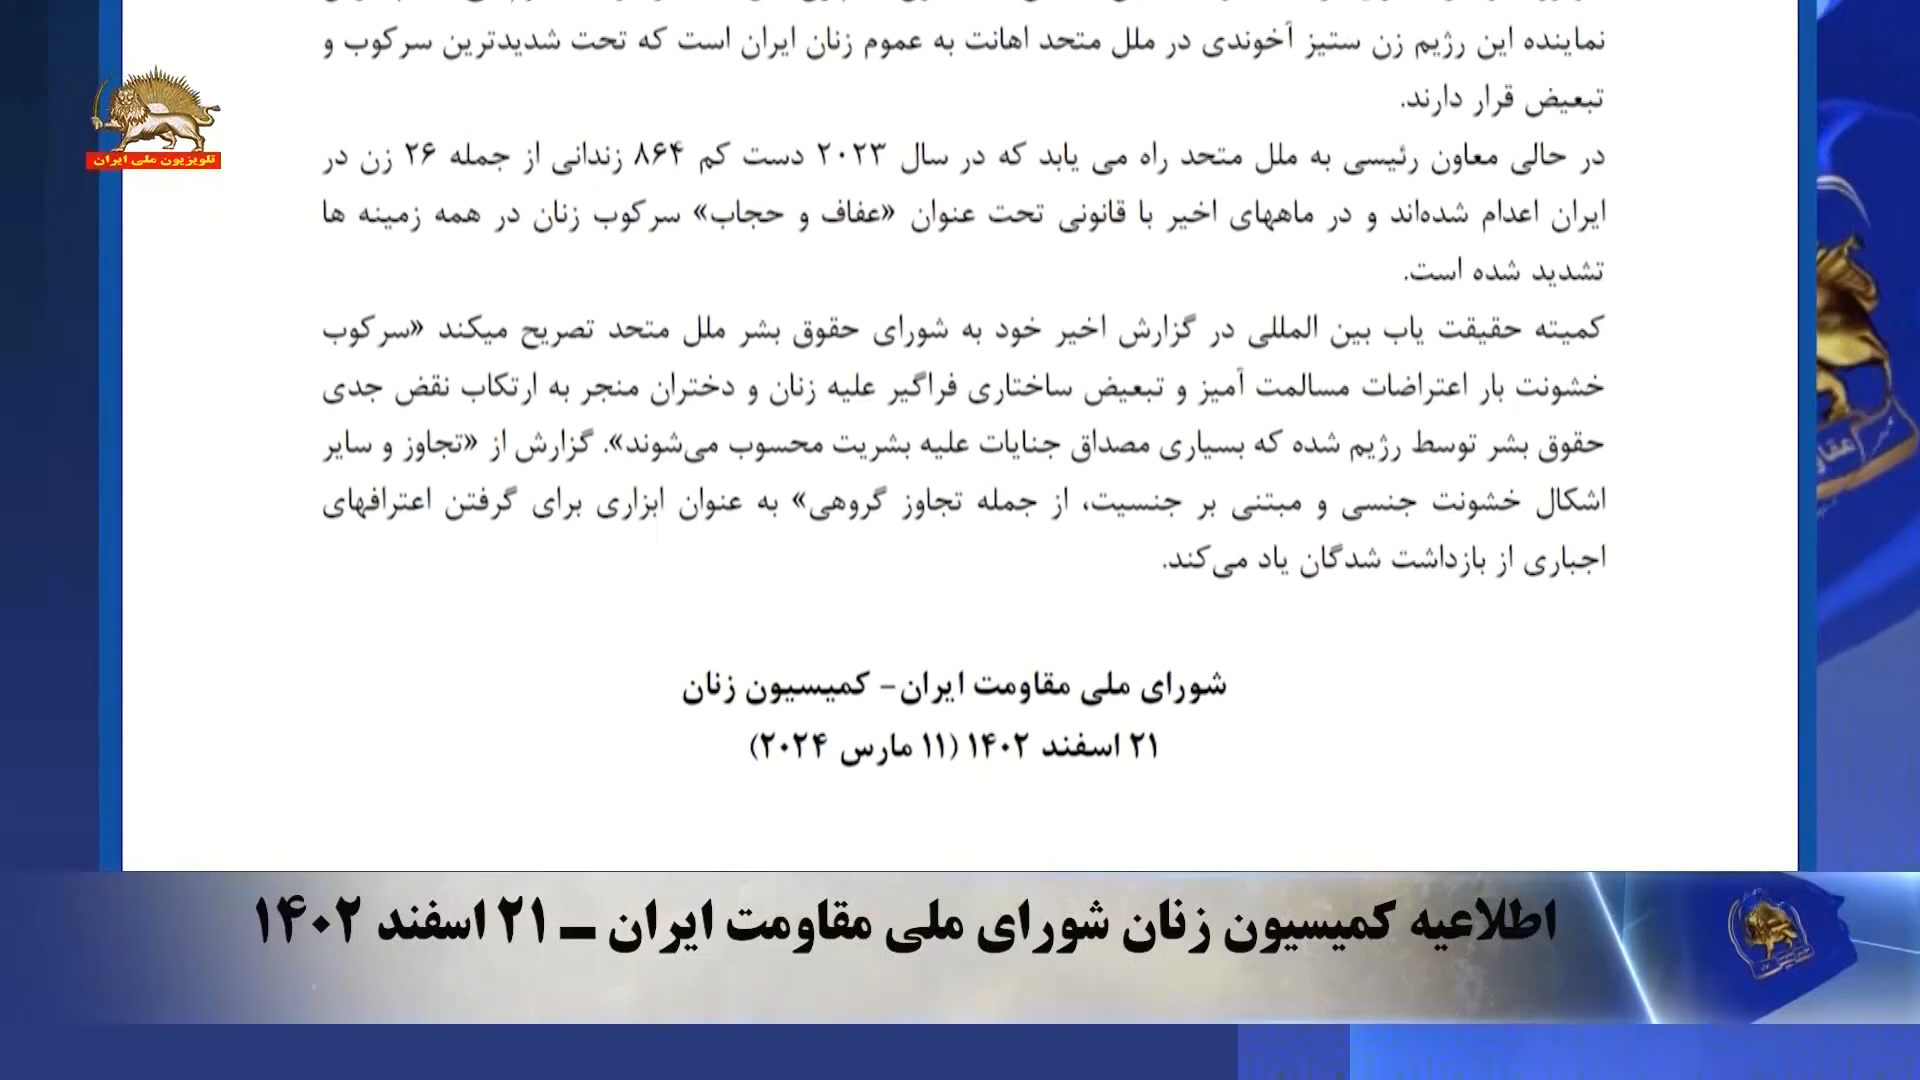 نماینده این رژیم زن ستیز آخوندی در ملل متحد اهانت به عموم زنان ایران است که تحت شدیدترین سرکوب و
تبعیض قرار دارند.
در حالی معاون رئیسی به ملل متحد راه می یابد که در سال ۲۰۲۳ دست کم ۸۶۴ زندانی از جمله ۲۶ زن در
ایران اعدام شده‌اند و در ماههای اخیر با قانونی تحت عنوان «عفاف و حجاب» سرکوب زنان در همه زمینه ها
تشدید شده است.
کمیته حقیقت یاب بین المللی در گزارش اخیر خود به شورای حقوق بشر ملل متحد تصریح میکند «سرکوب
خشونت بار اعتراضات مسالمت آمیز و تبعیض ساختاری فراگیر علیه زنان و دختران منجر به ارتکاب نقض جدی
حقوق بشر توسط رژیم شده که بسیاری مصداق جنایات علیه بشریت محسوب می‌شوند». گزارش از «تجاوز و سایر
اشکال خشونت جنسی و مبتنی بر جنسیت، از جمله تجاوز گروهی» به عنوان ابزاری برای گرفتن اعترافهای
اجباری از بازداشت شدگان یاد می‌کند.
شورای ملی مقاومت ایران- کمیسیون زنان
۲۱ اسفند ۱۴۰۲ (۱۱ مارس ۲۰۲۴)
تلویزیون ملی ایران
اطلاعیه کمیسیون زنان شورای ملی مقاومت ایران ــ ۲۱ اسفند ۱۴۰۲